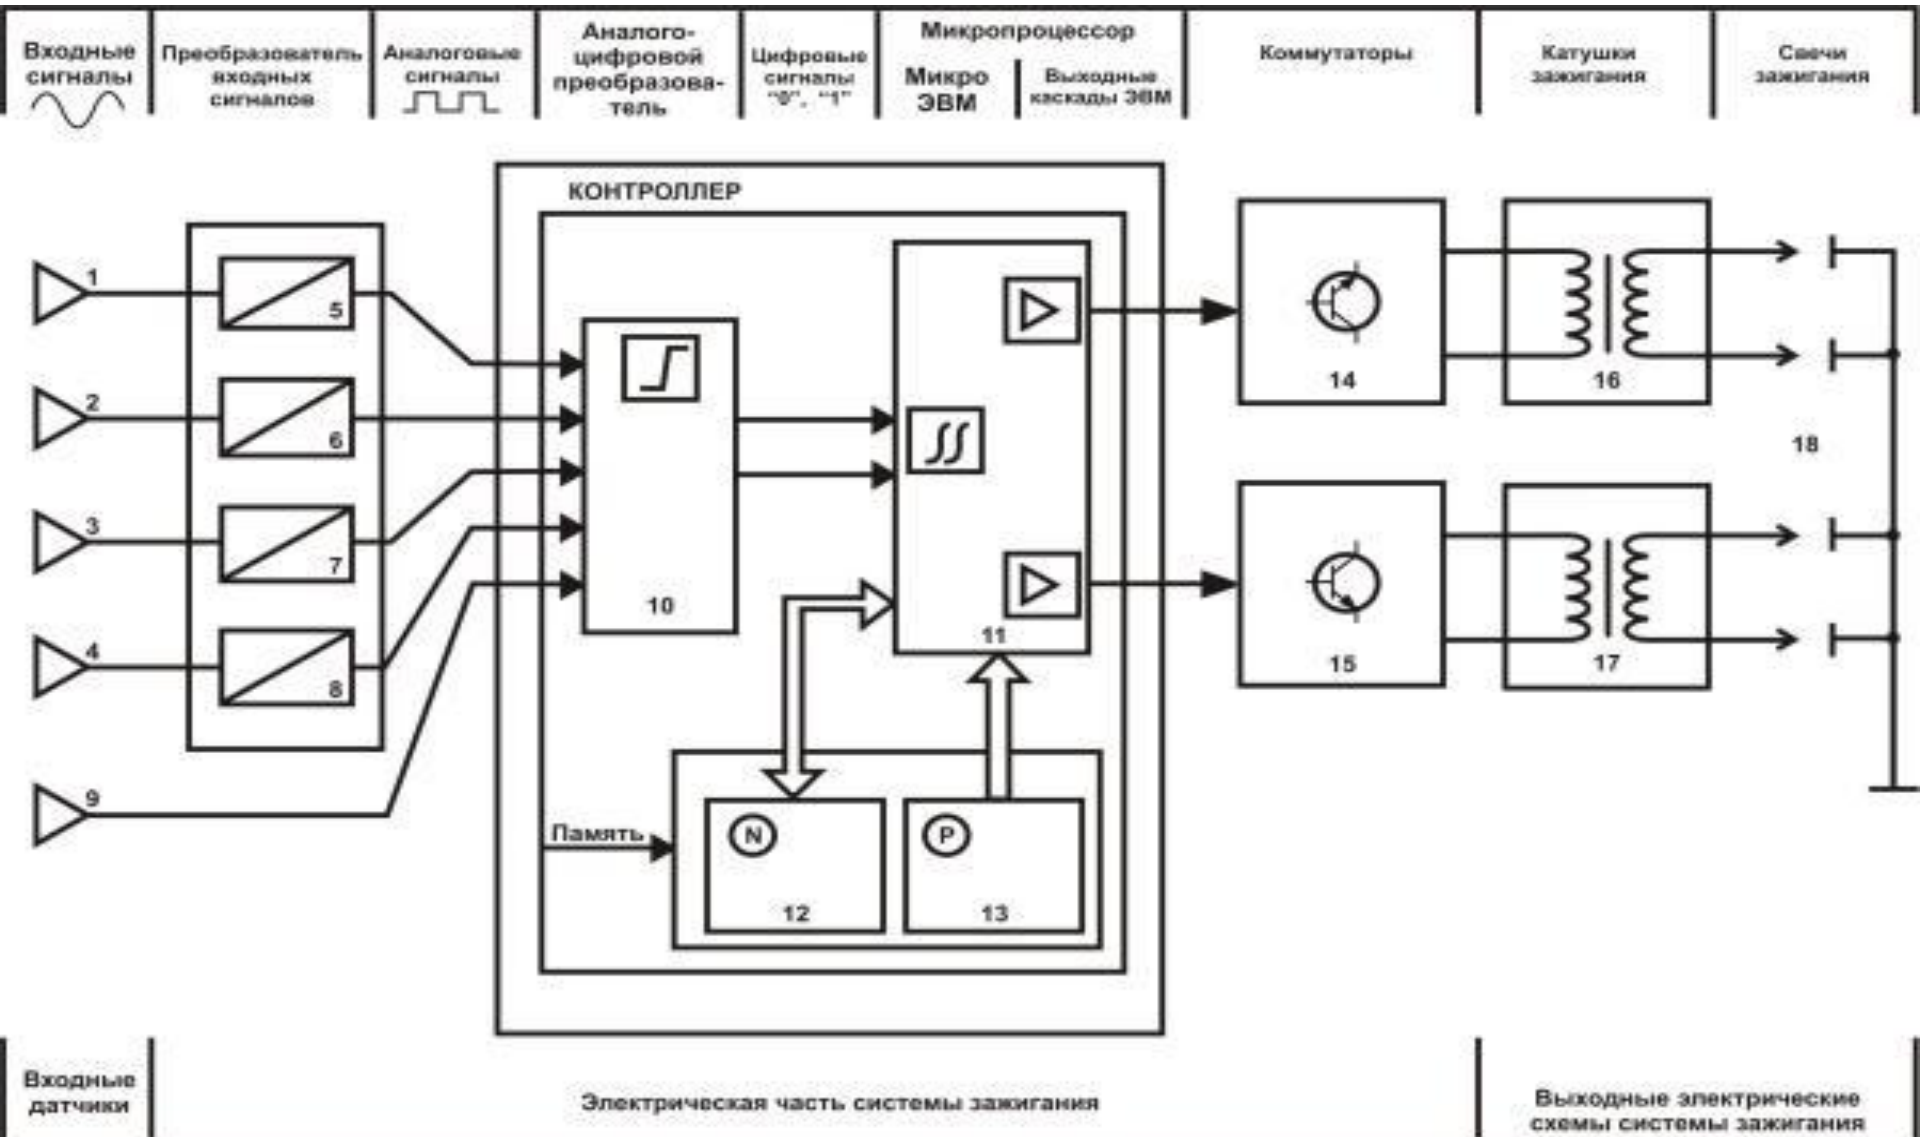 Входные
сигналы
Преобразователь
входных
сигналов
Аналоговые
сигналы
Аналого-
цифровой
преобразова-
тель
Цифровые
сигналы
“0”, “1”
Микропроцессор
Микро
ЭВМ
Выходные
каскады ЭВМ
Коммутаторы
Катушки
зажигания
Свечи
зажигания
КОНТРОЛЛЕР
1
5
2
6
3
7
4
8
9
10
11
14
16
18
15
17
Память
N
12
P
13
Входные
датчики
Электрическая часть системы зажигания
Выходные электрические
схемы системы зажигания